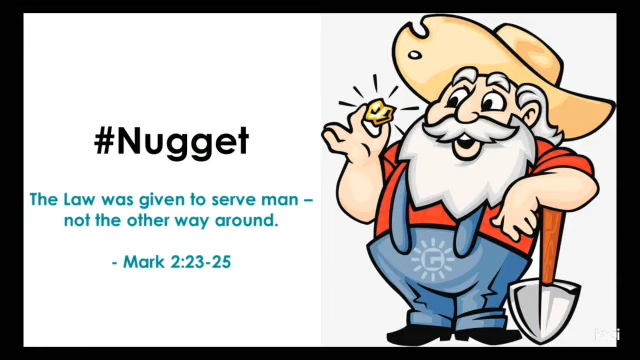 #Nugget
The Law was given to serve man –
not the other way around.
- Mark 2:23-25
G